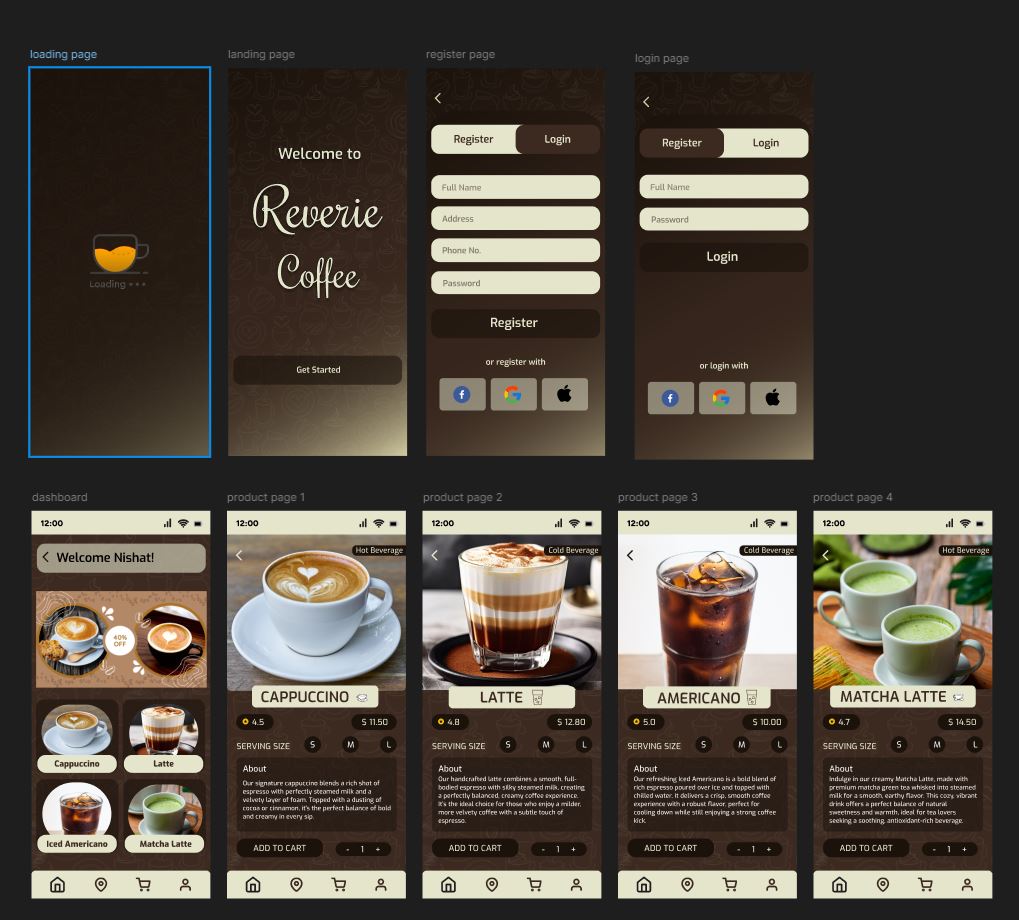 loading page
Loading
landing page
Welcome to
Reverie
Coffee
Get Started
register page
Register Login
Full Name
Address
Phone No.
Password
Register
or register with
login page
Register Login
Full Name
Password
Login
or login with
dashboard
12:00
Welcome Nishat!
40%
OFF
Cappuccino Latte
Iced Americano Matcha Latte
product page 1
12:00
Hot Beverage
CAPPUCCINO
4.5 $ 11.50
SERVING SIZE S M L
About
Our signature cappuccino blends a rich shot of
espresso with perfectly steamed milk and a
velvety layer of foam. Topped with a dusting of
cocoa or cinnamon. it's the perfect balance of bold
and creamy in every sip.
ADD TO CART - 1 +
product page 2
12:00
Cold Beverage
LATTE
4.8 $ 12.80
SERVING SIZE S M L
About
Our handcrafted latte combines a smooth, full-
bodied espresso with silky steamed milk, creating
a perfectly balanced, creamy coffee experience.
It's the ideal choice for those who enjoy a milder,
more velvety coffee with a subtle touch of
espresso.
ADD TO CART - 1 +
product page 3
12:00
Cold Beverage
AMERICANO
5.0 $ 10.00
SERVING SIZE S M L
About
Our refreshing Iced Americano is a bold blend of
rich espresso poured over ice and topped with
chilled water. It delivers a crisp, smooth coffee
experience with a robust flavor, perfect for
cooling down while still enjoying a strong coffee
kick.
ADD TO CART - 1 +
product page 4
12:00
Hot Beverage
MATCHA LATTE
4.7 $ 14.50
SERVING SIZE S M L
About
Indulge in our creamy Matcha Latte, made with
premium matcha green tea whisked into steamed
milk for a smooth, earthy flavor. This cozy, vibrant
drink offers a perfect balance of natural
sweetness and warmth, ideal for tea lovers
seeking a soothing, antioxidant-rich beverage.
ADD TO CART - 1 +